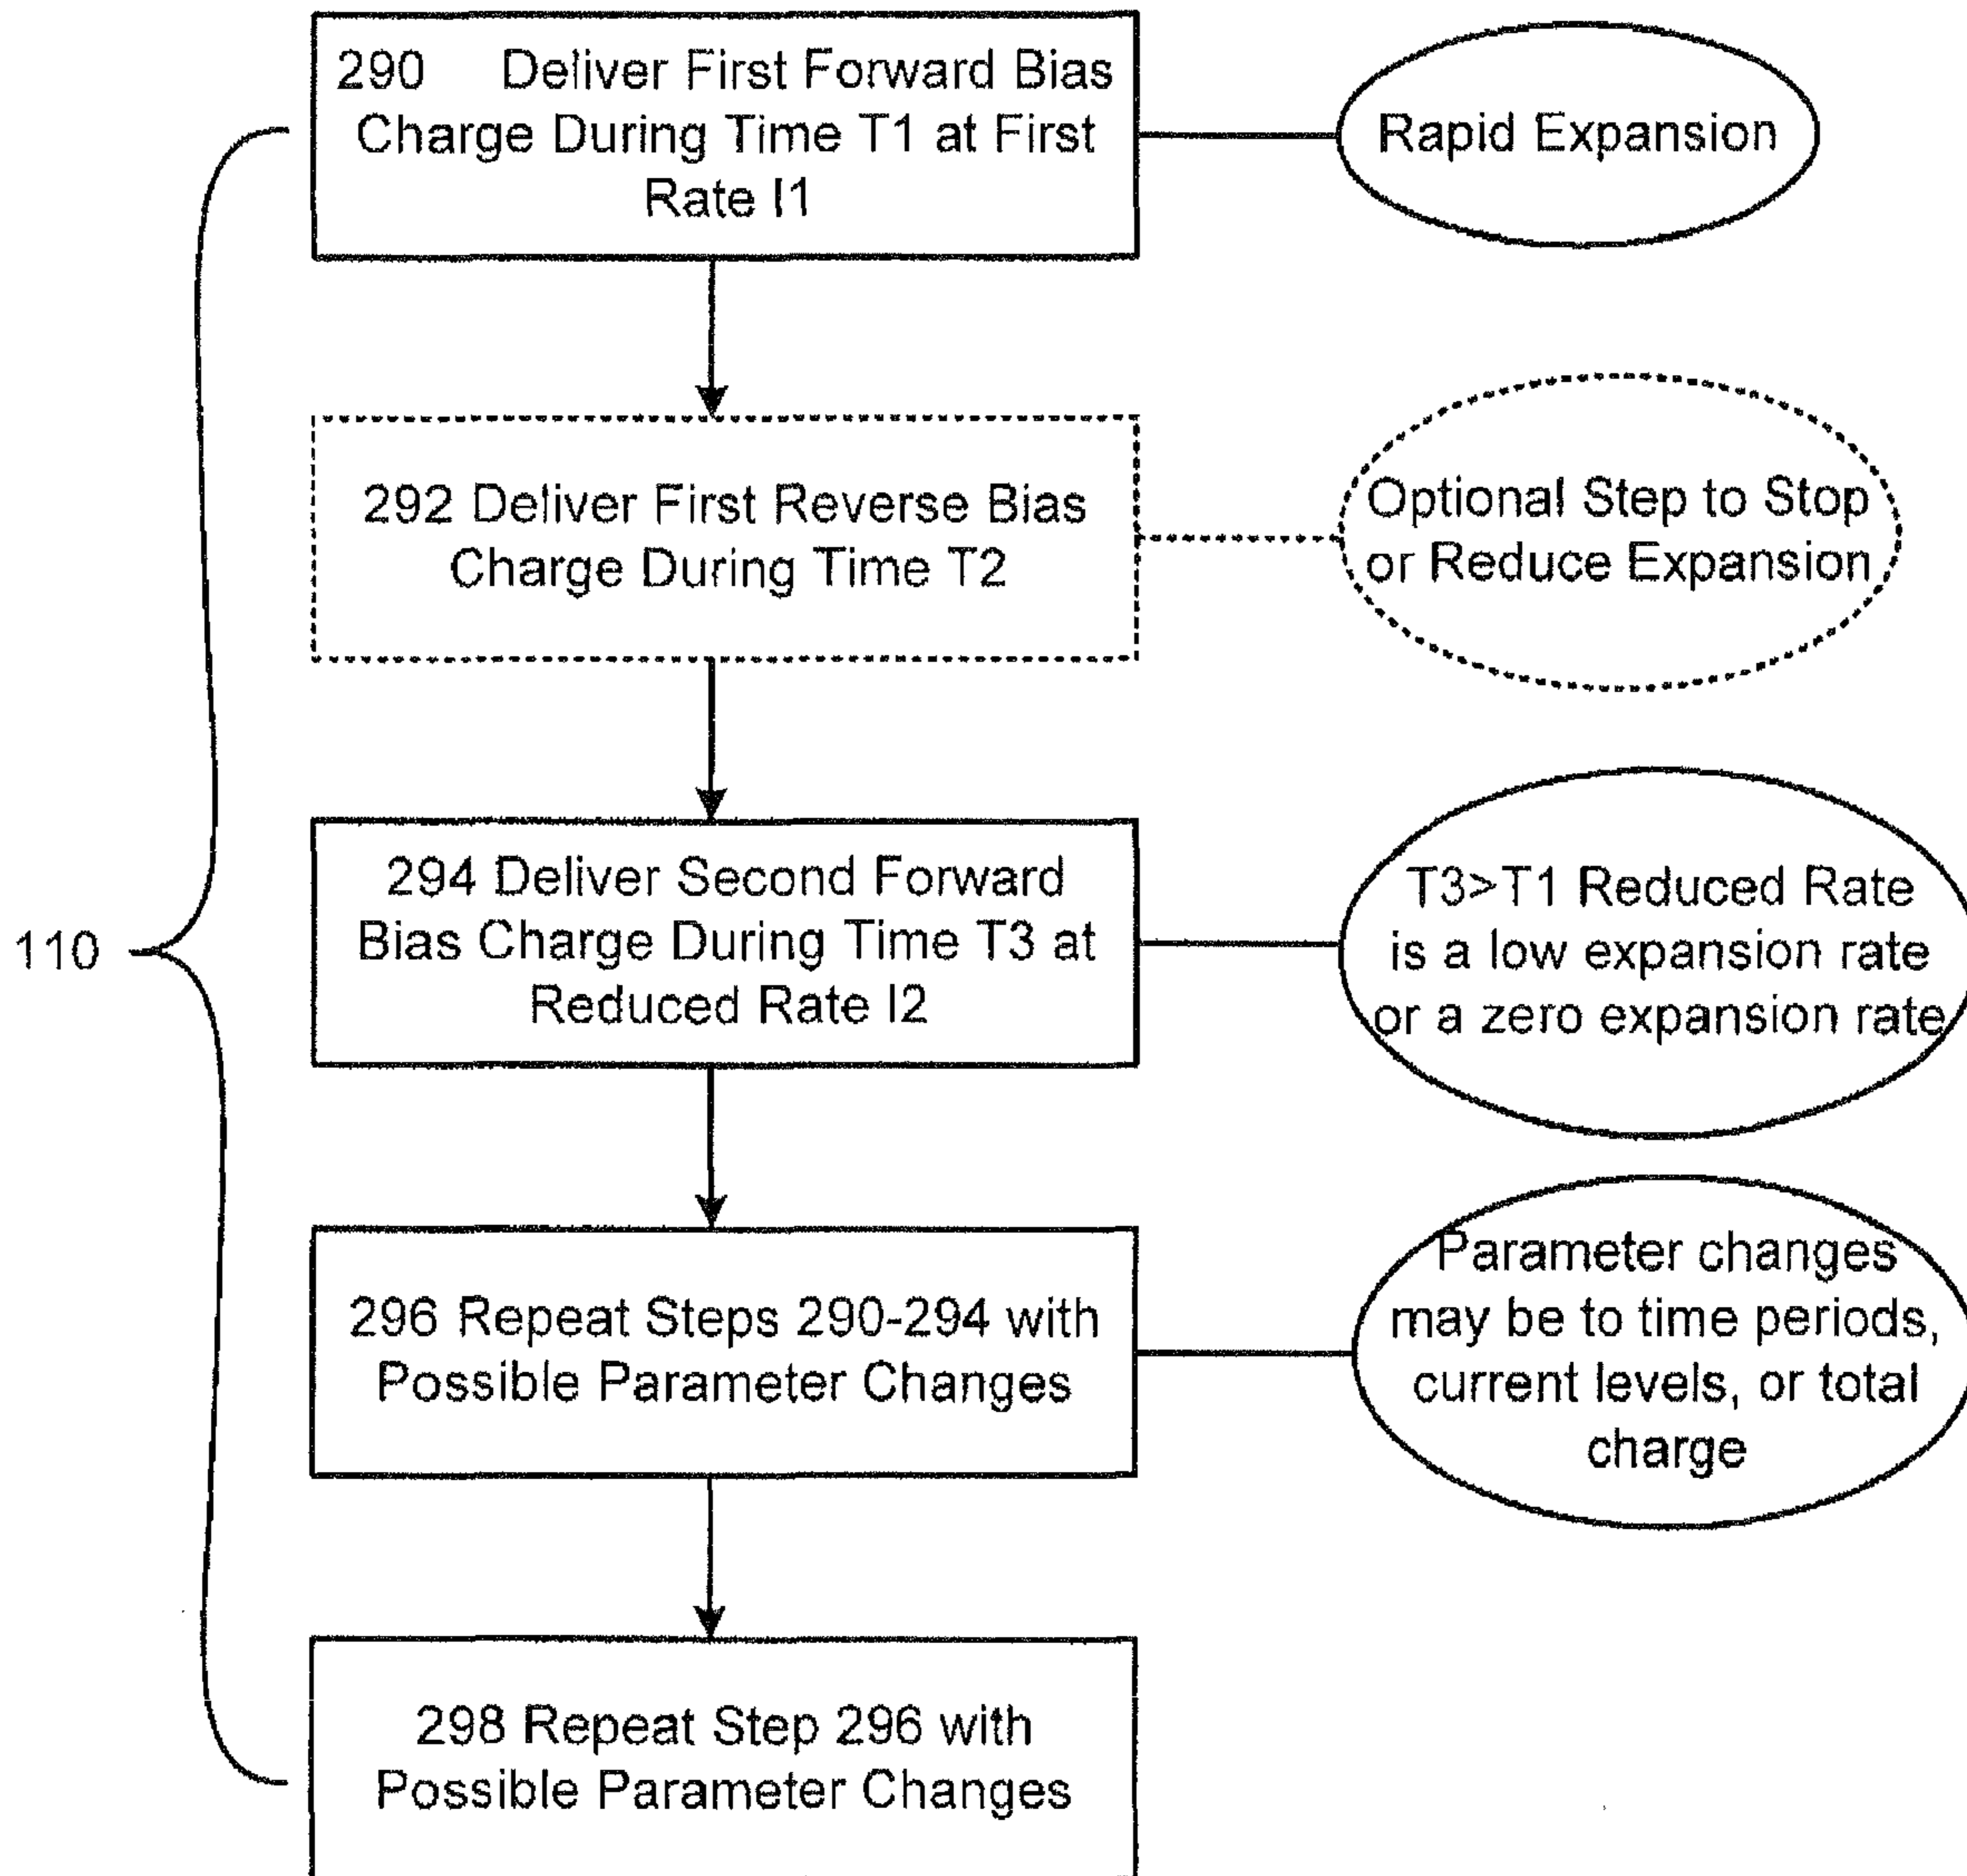 290 Deliver First Forward Bias
Charge During Time T1 at First
Rate I1
Rapid Expansion
292 Deliver First Reverse Bias
Charge During Time T2
Optional Step to Stop
or Reduce Expansion
294 Deliver Second Forward
Bias Charge During Time T3 at
Reduced Rate I2
T3>T1 Reduced Rate
is a low expansion rate
or a zero expansion rate
110
296 Repeat Steps 290-294 with
Possible Parameter Changes
Parameter changes
may be to time periods,
current levels, or total
charge
298 Repeat Step 296 with
Possible Parameter Changes